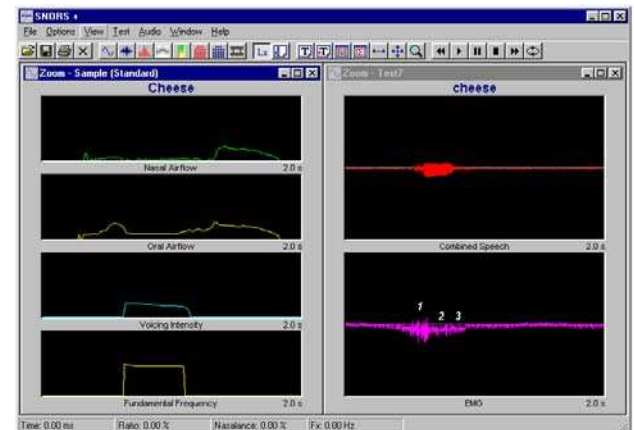 SNORS +
File Options View Test Audio Window Help
Zoom - Sample (Standard)
Cheese
Nasal Airflow 2.0 s
Oral Airflow 2.0 s
Voicing Intensity 2.0 s
Fundamental Frequency 2.0 s
Zoom - Test7
cheese
Combined Speech 2.0 s
1
2 3
EMG 2.0 s
Time: 0.00 ms Ratio: 0.00 % Nasalance: 0.00 % Fx: 0.00 Hz